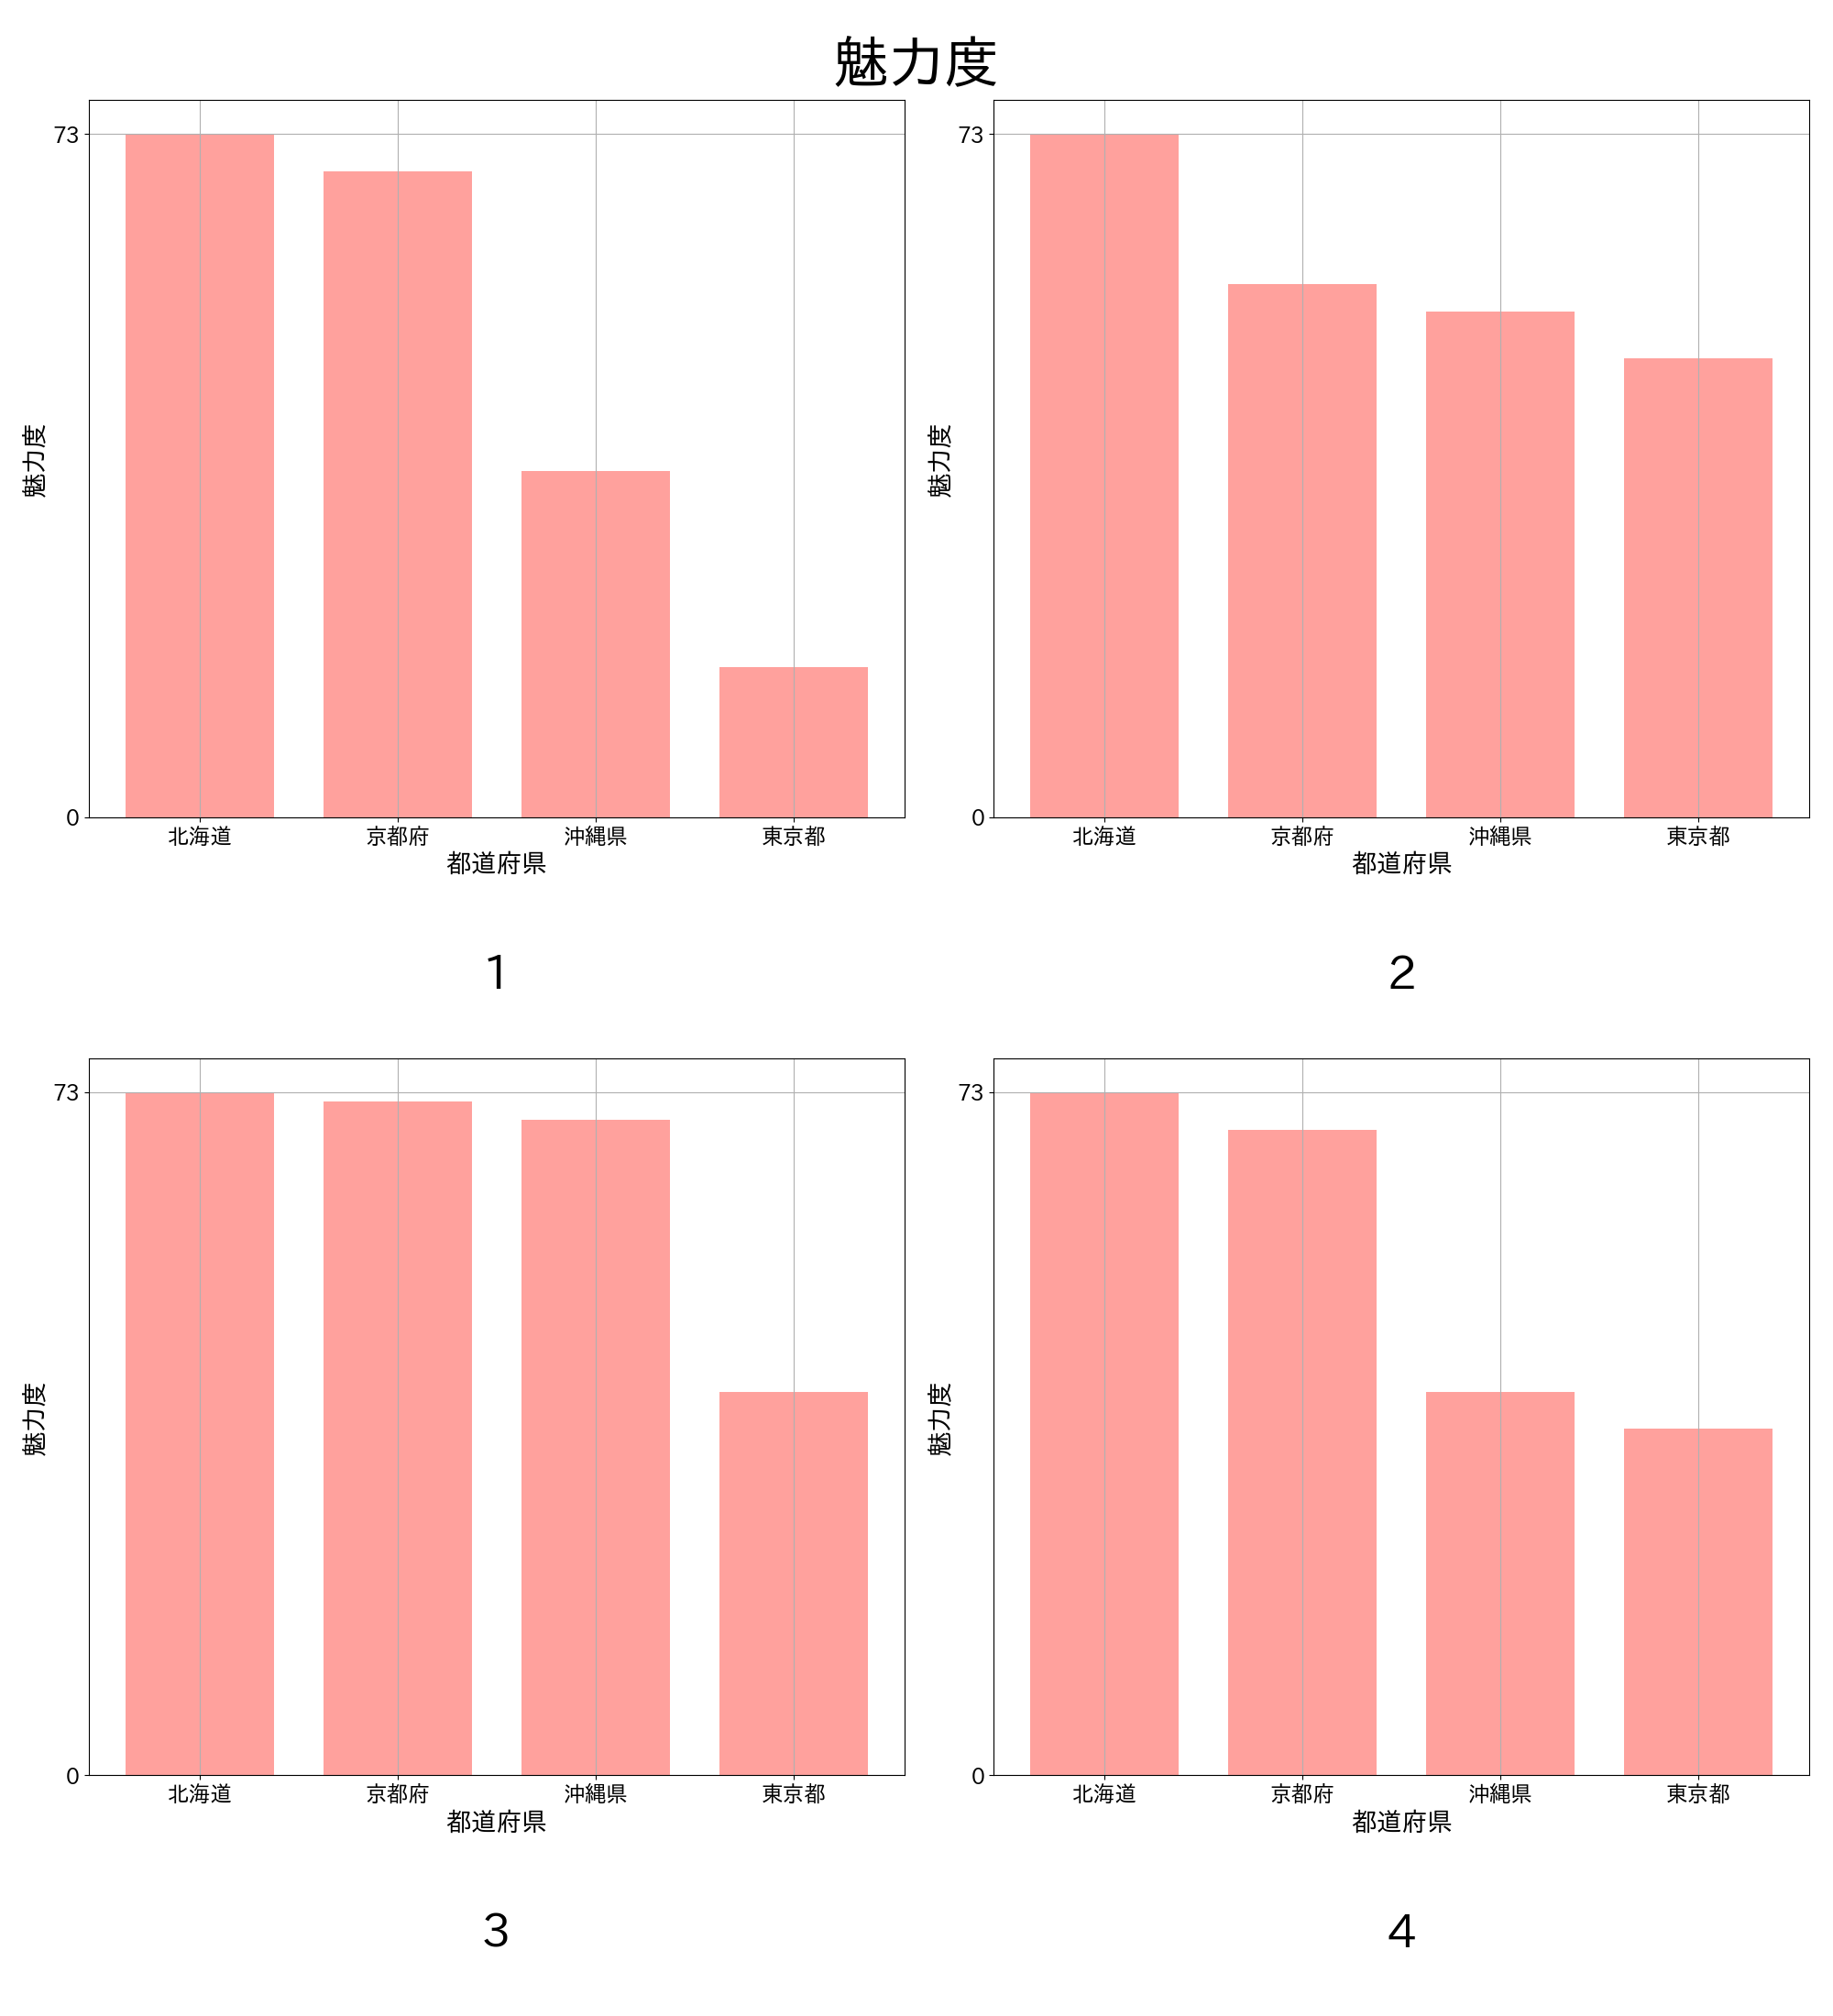 魅力度
73
魅力度
0
北海道 京都府 沖縄県 東京都
都道府県
1
73
魅力度
0
北海道 京都府 沖縄県 東京都
都道府県
2
73
魅力度
0
北海道 京都府 沖縄県 東京都
都道府県
3
73
魅力度
0
北海道 京都府 沖縄県 東京都
都道府県
4